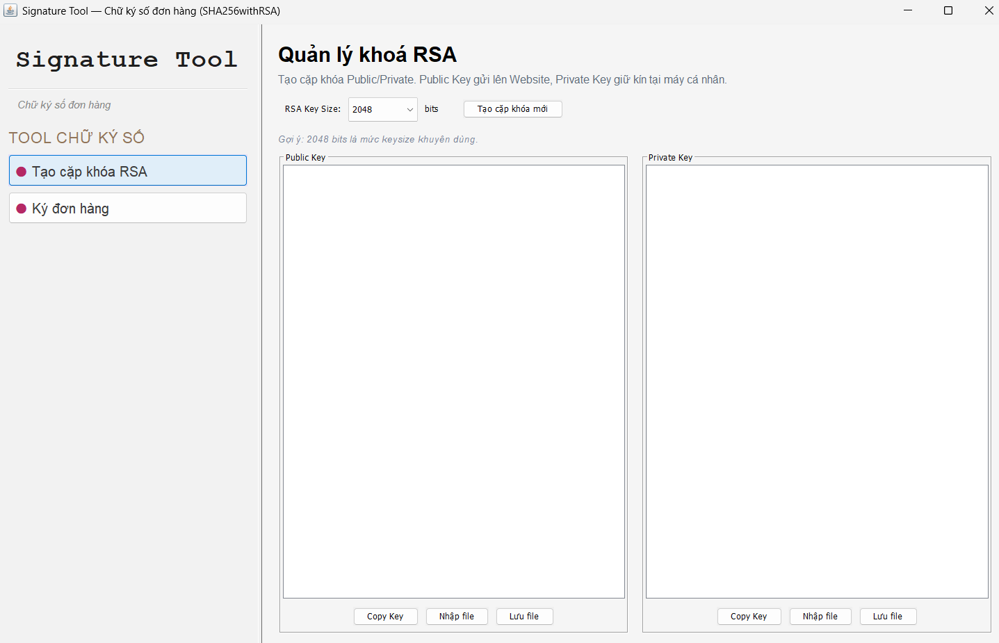 Signature Tool — Chữ ký số đơn hàng (SHA256withRSA)
Signature Tool
Chữ ký số đơn hàng
TOOL CHỮ KÝ SỐ
Tạo cặp khóa RSA
Ký đơn hàng
Quản lý khoá RSA
Tạo cặp khóa Public/Private. Public Key gửi lên Website, Private Key giữ kín tại máy cá nhân.
RSA Key Size: 2048 bits Tạo cặp khóa mới
Gợi ý: 2048 bits là mức keysize khuyên dùng.
Public Key
Copy Key Nhập file Lưu file
Private Key
Copy Key Nhập file Lưu file